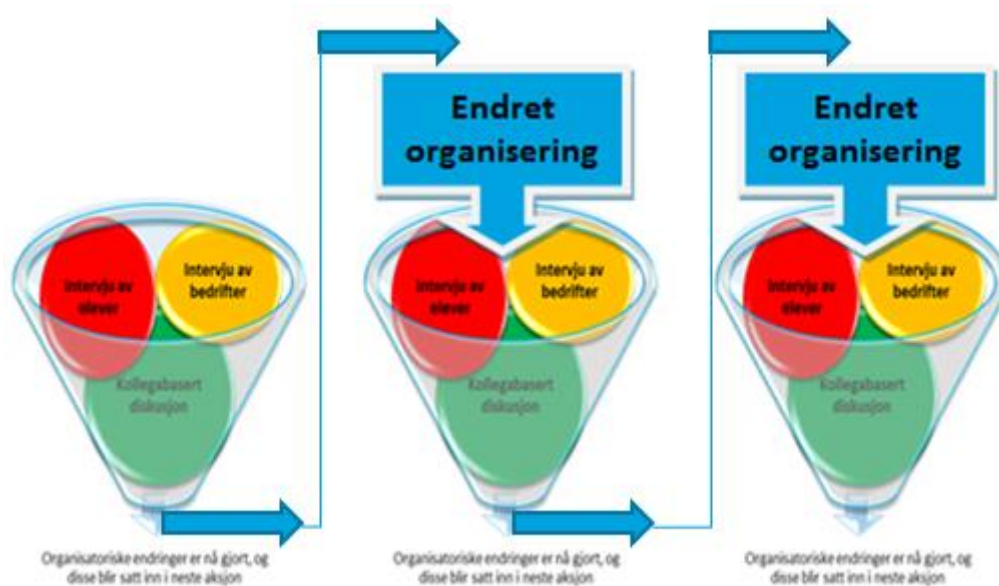 Endret
organisering
Endret
organisering
Intervju av
elever
Intervju av
bedrifter
Kollegabasert
diskusjon
Intervju av
elever
Intervju av
bedrifter
Kollegabasert
diskusjon
Intervju av
elever
Intervju av
bedrifter
Kollegabasert
diskusjon
Organisatoriske endringer er nå gjort, og
disse blir satt inn i neste aksjon
Organisatoriske endringer er nå gjort, og
disse blir satt inn i neste aksjon
Organisatoriske endringer er nå gjort, og
disse blir satt inn i neste aksjon